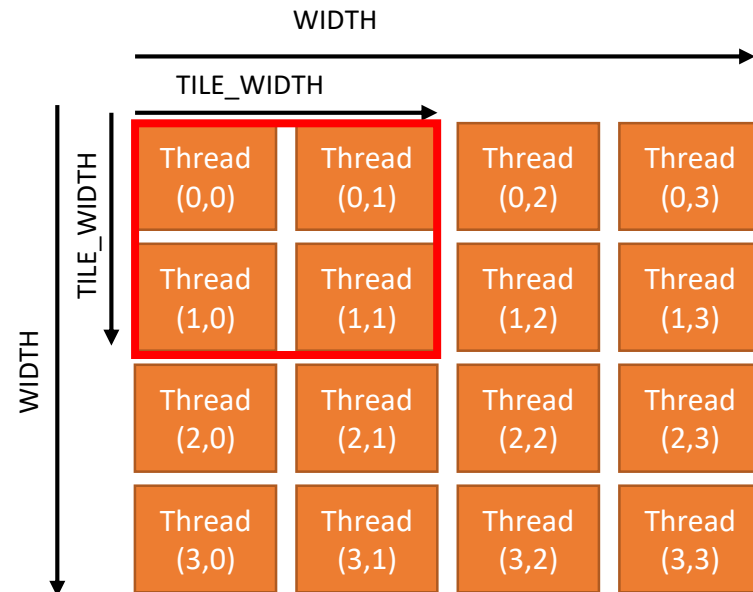 WIDTH
TILE_WIDTH
WIDTH
TILE_WIDTH
Thread
(0,0)
Thread
(0,1)
Thread
(0,2)
Thread
(0,3)
Thread
(1,0)
Thread
(1,1)
Thread
(1,2)
Thread
(1,3)
Thread
(2,0)
Thread
(2,1)
Thread
(2,2)
Thread
(2,3)
Thread
(3,0)
Thread
(3,1)
Thread
(3,2)
Thread
(3,3)